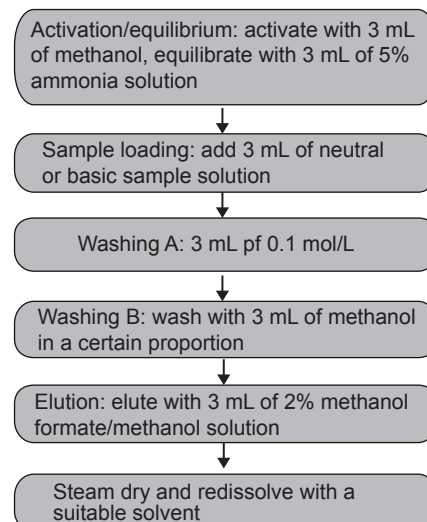 Activation/equilibrium: activate with 3 mL
of methanol, equilibrate with 3 mL of 5%
ammonia solution
Sample loading: add 3 mL of neutral
or basic sample solution
Washing A: 3 mL pf 0.1 mol/L
Washing B: wash with 3 mL of methanol
in a certain proportion
Elution: elute with 3 mL of 2% methanol
formate/methanol solution
Steam dry and redissolve with a
suitable solvent